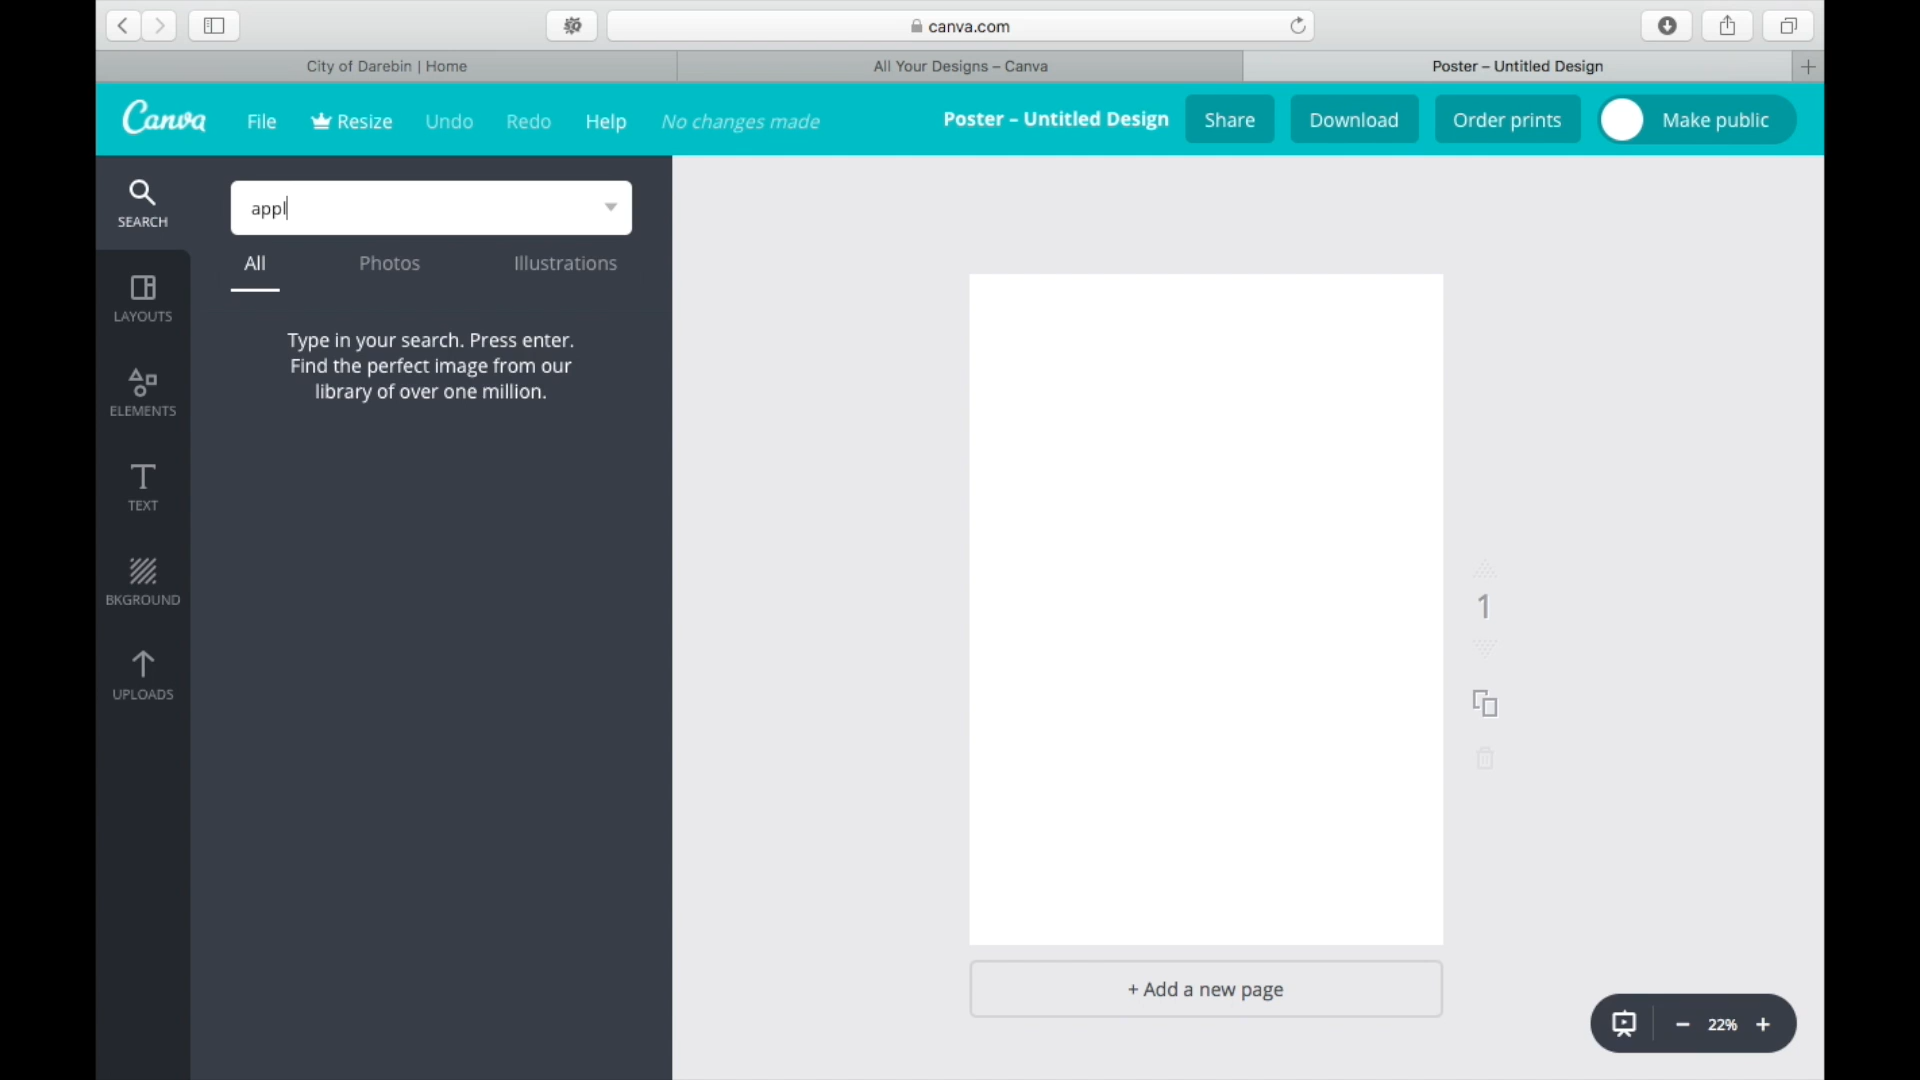 canva.com
City of Darebin | Home
All Your Designs – Canva
Poster – Untitled Design
Canva
File
Resize
Undo
Redo
Help
No changes made
Poster – Untitled Design
Share
Download
Order prints
Make public
SEARCH
appl
All
Photos
Illustrations
Type in your search. Press enter.
Find the perfect image from our
library of over one million.
LAYOUTS
ELEMENTS
TEXT
BKGROUND
UPLOADS
1
+ Add a new page
22%